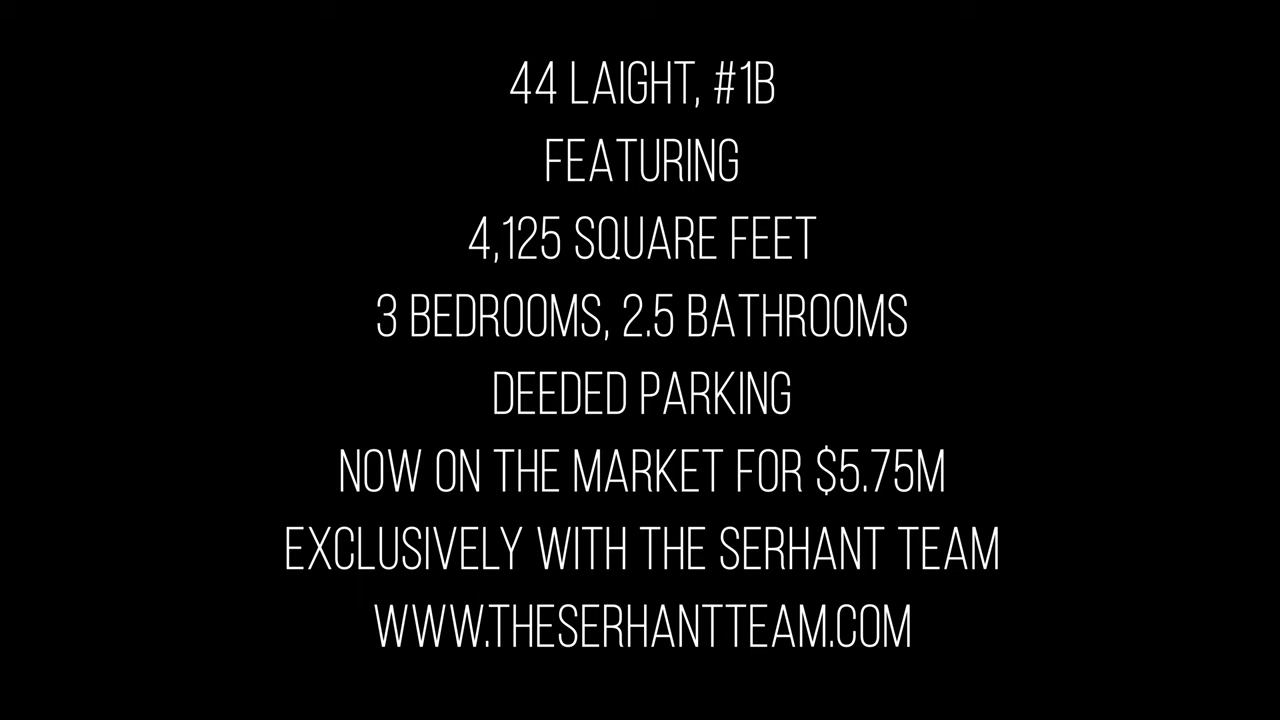 44 LAIGHT, #1B
FEATURING
4,125 SQUARE FEET
3 BEDROOMS, 2.5 BATHROOMS
DEEDED PARKING
NOW ON THE MARKET FOR $5.75M
EXCLUSIVELY WITH THE SERHANT TEAM
WWW.THESERHANTTEAM.COM